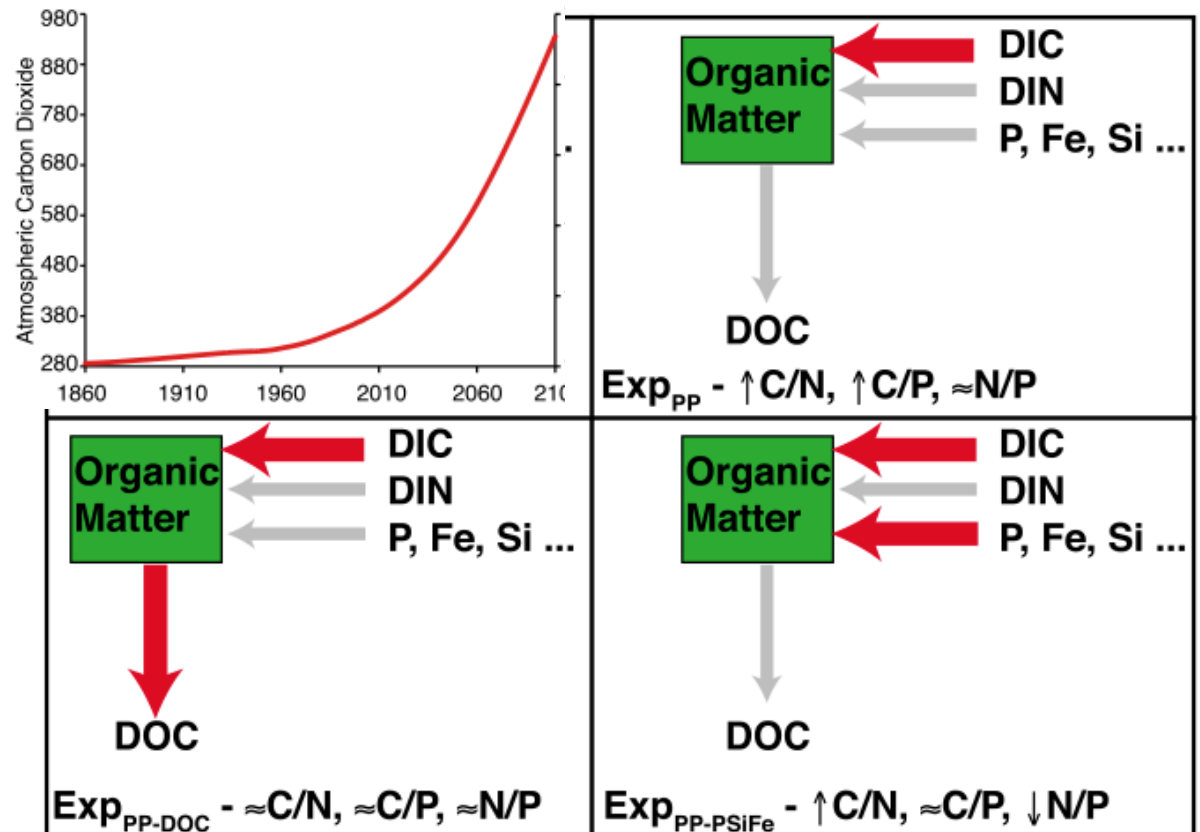 Atmospheric Carbon Dioxide
980
880
780
680
580
480
380
280
1860 1910 1960 2010 2060 210
Organic
Matter
DIC
DIN
P, Fe, Si ...
DOC
Exp_PP - ↑C/N, ↑C/P, ≈N/P
Organic
Matter
DIC
DIN
P, Fe, Si ...
DOC
Exp_PP-DOC - ≈C/N, ≈C/P, ≈N/P
Organic
Matter
DIC
DIN
P, Fe, Si ...
DOC
Exp_PP-PSiFe - ↑C/N, ≈C/P, ↓N/P